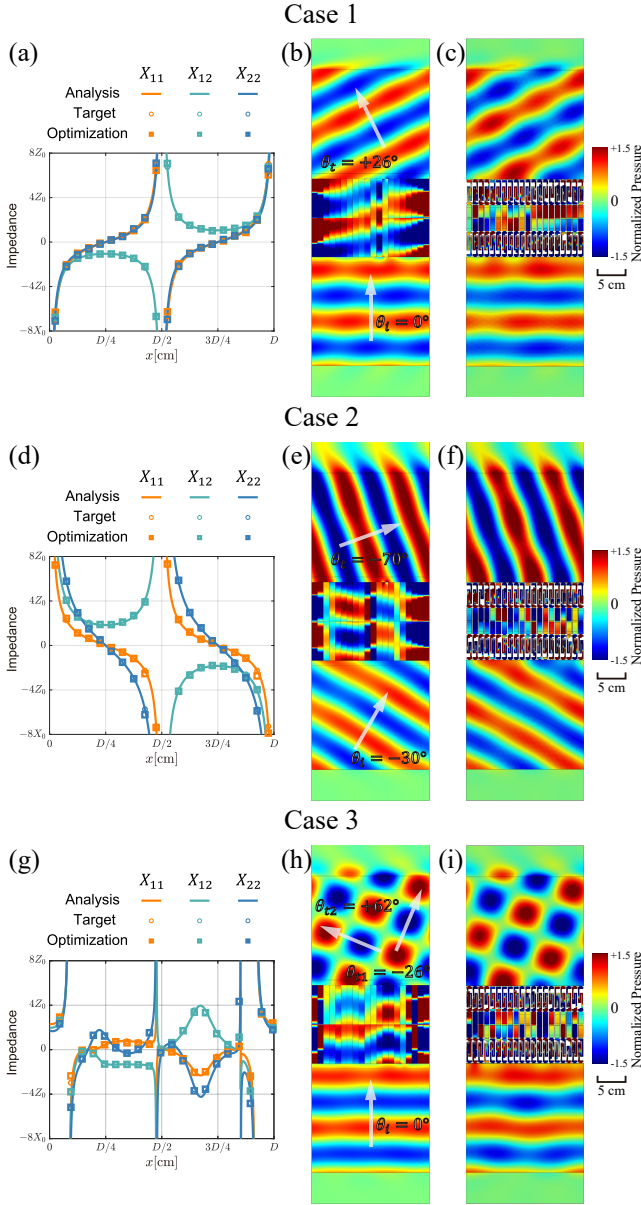 Case 1
(a)
X₁₁ X₁₂ X₂₂
Analysis
Target
Optimization
8Z₀
4Z₀
0
−4Z₀
−8X₀
Impedance
0 D/4 D/2 3D/4 D
x[cm]
(b)
θₜ = +26°
θᵢ = 0°
(c)
+1.5
0
-1.5
Normalized Pressure
5 cm
Case 2
(d)
X₁₁ X₁₂ X₂₂
Analysis
Target
Optimization
8Z₀
4Z₀
0
−4Z₀
−8X₀
Impedance
0 D/4 D/2 3D/4 D
x[cm]
(e)
θₜ = −70°
θᵢ = −30°
(f)
+1.5
0
-1.5
Normalized Pressure
5 cm
Case 3
(g)
X₁₁ X₁₂ X₂₂
Analysis
Target
Optimization
8Z₀
4Z₀
0
−4Z₀
−8X₀
Impedance
0 D/4 D/2 3D/4 D
x[cm]
(h)
θₜ₂ = +62°
θₜ₁ = −26°
θᵢ = 0°
(i)
+1.5
0
-1.5
Normalized Pressure
5 cm